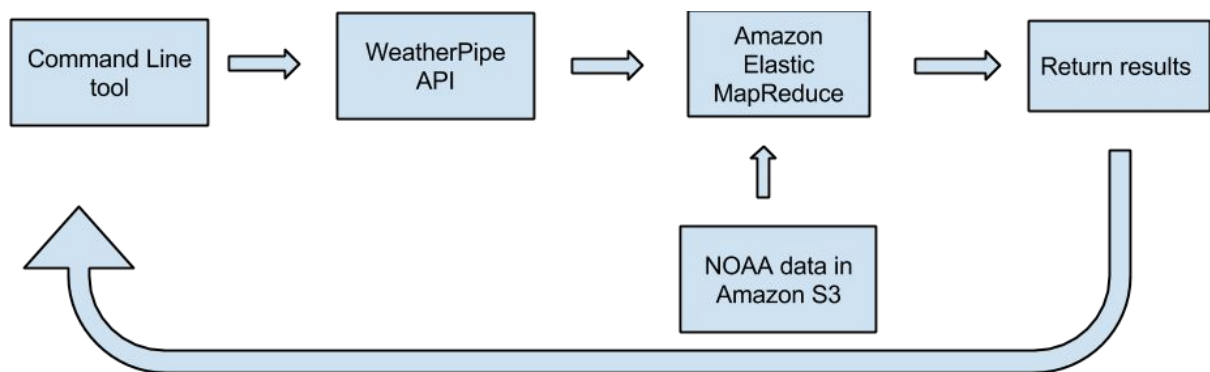 Command Line
tool
WeatherPipe
API
Amazon
Elastic
MapReduce
Return results
NOAA data in
Amazon S3